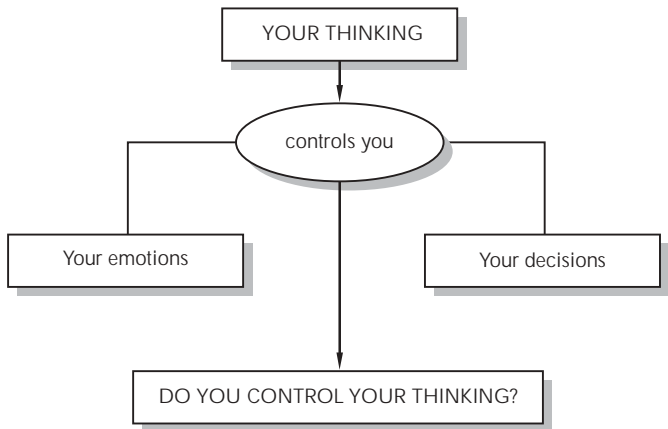 YOUR THINKING
controls you
Your emotions
Your decisions
DO YOU CONTROL YOUR THINKING?